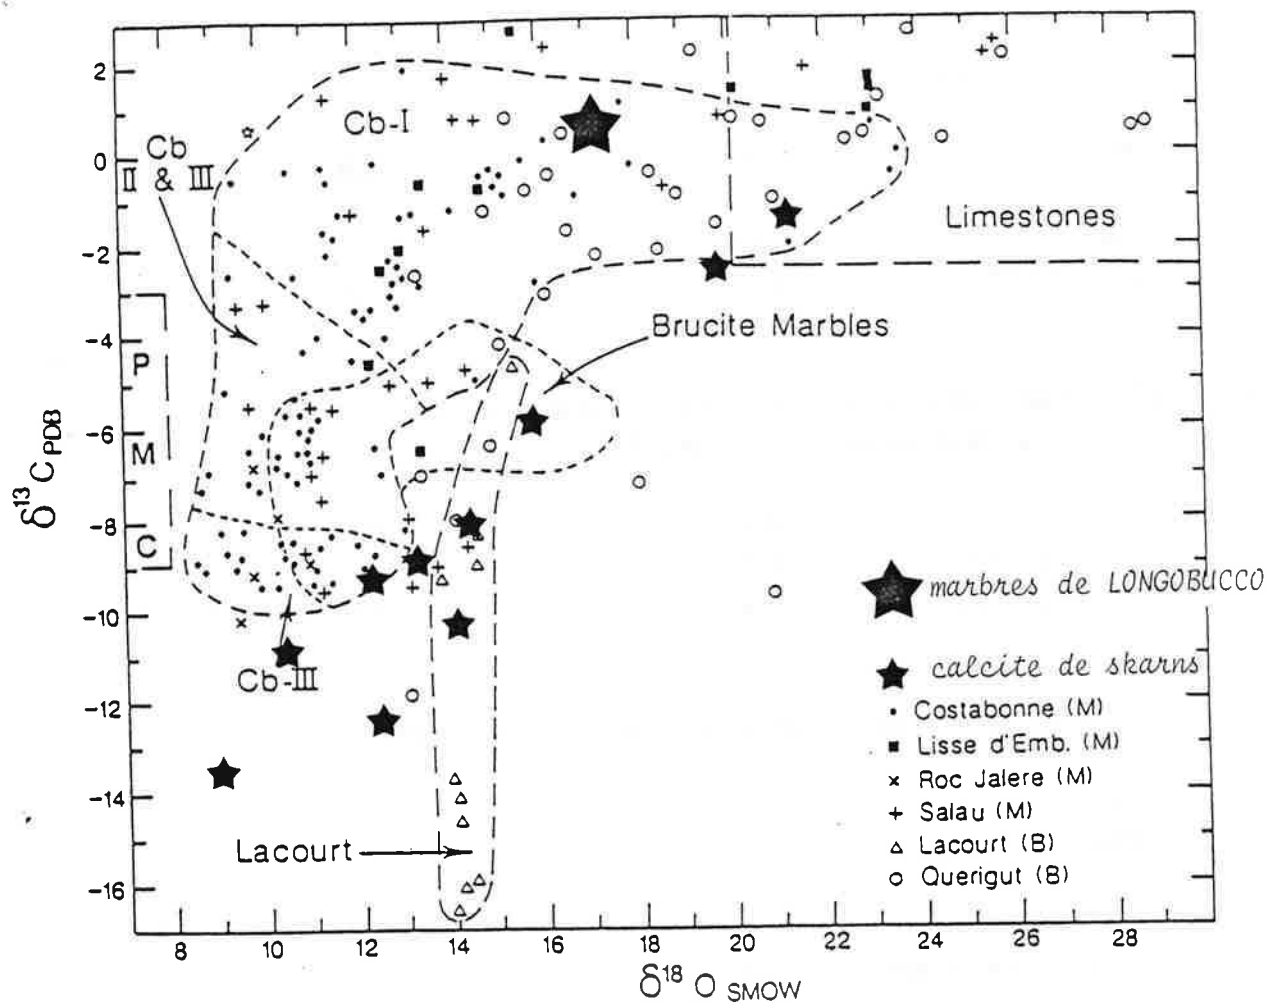 2
0
-2
-4
-6
-8
-10
-12
-14
-16
δ¹³ C PDB
P
M
C
Cb-I
Cb
II & III
Limestones
Brucite Marbles
Cb-III
Lacourt
marbres de LONGOBUCCO
calcite de skarns
Costabonne (M)
Lisse d'Emb. (M)
Roc Jalere (M)
Salau (M)
Lacourt (B)
Querigut (B)
8 10 12 14 16 18 20 22 24 26 28
δ¹⁸ O SMOW